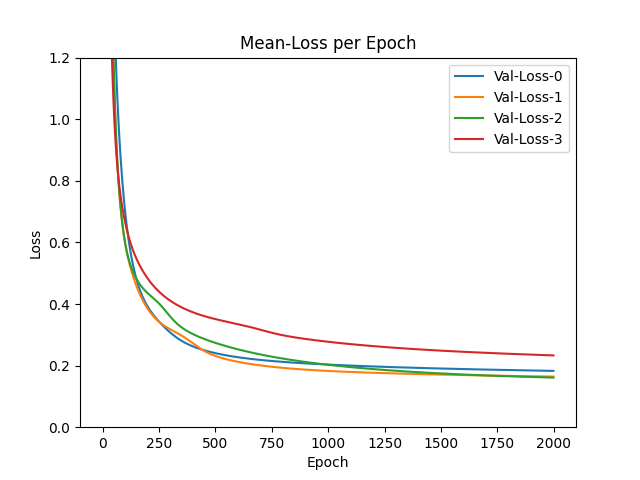 Mean-Loss per Epoch
1.2
1.0
0.8
0.6
0.4
0.2
0.0
Loss
Val-Loss-0
Val-Loss-1
Val-Loss-2
Val-Loss-3
0 250 500 750 1000 1250 1500 1750 2000
Epoch